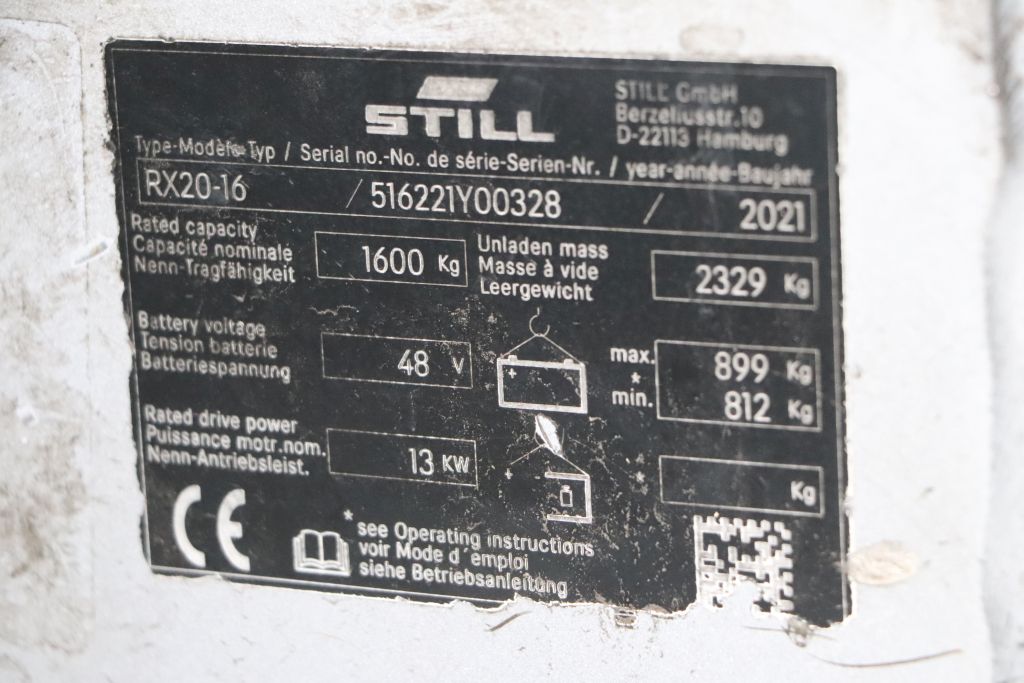 STILL
STILL GmbH
Berzeliusstr.10
D-22113 Hamburg
Type-Modèle-Typ / Serial no.-No. de série-Serien-Nr. / year-année-Baujahr
RX20-16 / 516221Y00328 / 2021
Rated capacity
Capacité nominale
Nenn-Tragfähigkeit
1600 Kg
Unladen mass
Masse à vide
Leergewicht
2329 Kg
Battery voltage
Tension batterie
Batteriespannung
48 V
+
max. 899 Kg
*
min. 812 Kg
Rated drive power
Puissance motr.nom.
Nenn-Antriebsleist.
13 KW
+
* Kg
CE
* see Operating instructions
voir Mode d' emploi
siehe Betriebsanleitung